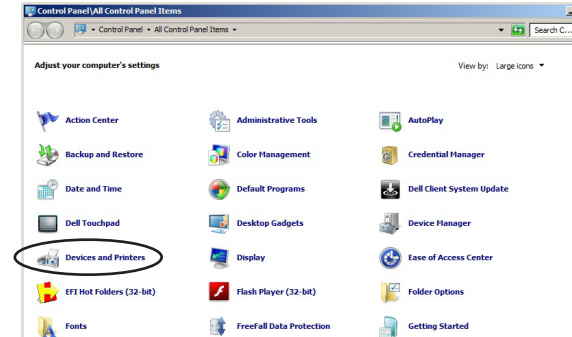 Control Panel\All Control Panel Items
Control Panel All Control Panel Items Search C...
Adjust your computer's settings View by: Large icons
Action Center Administrative Tools AutoPlay
Backup and Restore Color Management Credential Manager
Date and Time Default Programs Dell Client System Update
Dell Touchpad Desktop Gadgets Device Manager
Devices and Printers Display Ease of Access Center
EFI Hot Folders (32-bit) Flash Player (32-bit) Folder Options
Fonts FreeFall Data Protection Getting Started